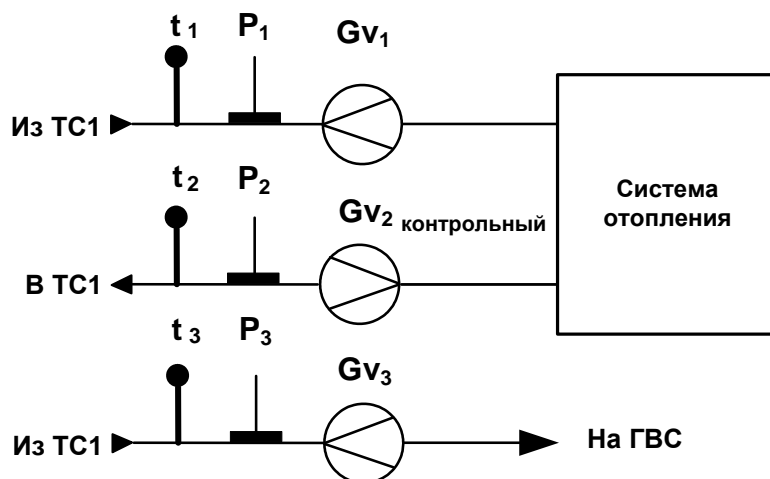 t 1 P1 Gv1
Из ТС1
Система
отопления
t 2 P2 Gv2 контрольный
В ТС1
t 3 P3 Gv3
Из ТС1
На ГВС